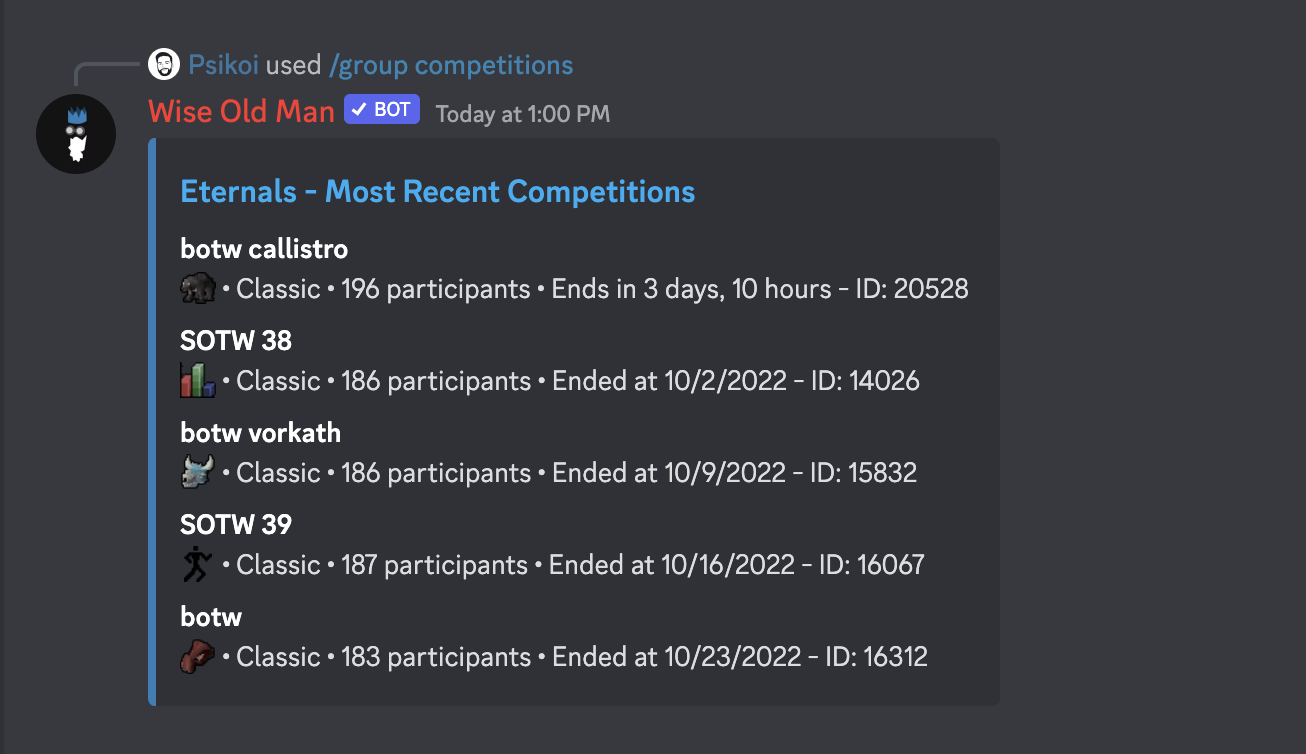 Psikoi used /group competitions
Wise Old Man ✓ BOT Today at 1:00 PM
Eternals - Most Recent Competitions
botw callistro
• Classic • 196 participants • Ends in 3 days, 10 hours - ID: 20528
SOTW 38
• Classic • 186 participants • Ended at 10/2/2022 - ID: 14026
botw vorkath
• Classic • 186 participants • Ended at 10/9/2022 - ID: 15832
SOTW 39
• Classic • 187 participants • Ended at 10/16/2022 - ID: 16067
botw
• Classic • 183 participants • Ended at 10/23/2022 - ID: 16312